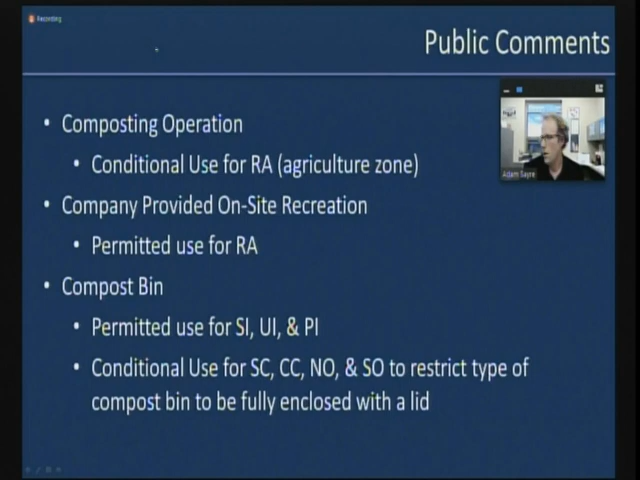 Recording
Public Comments
Adam Sayre
• Composting Operation
• Conditional Use for RA (agriculture zone)
• Company Provided On-Site Recreation
• Permitted use for RA
• Compost Bin
• Permitted use for SI, UI, & PI
• Conditional Use for SC, CC, NO, & SO to restrict type of
compost bin to be fully enclosed with a lid